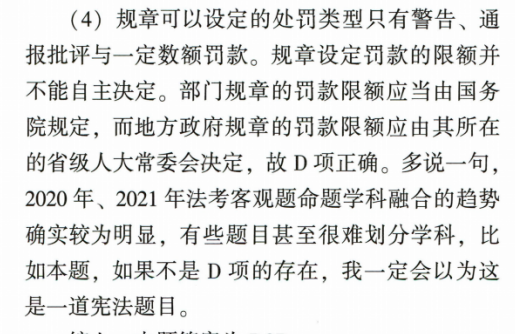 （4）规章可以设定的处罚类型只有警告、通
报批评与一定数额罚款。规章设定罚款的限额并
不能自主决定。部门规章的罚款限额应当由国务
院规定，而地方政府规章的罚款限额应由其所在
的省级人大常委会决定，故 D 项正确。多说一句，
2020 年、2021 年法考客观题命题学科融合的趋势
确实较为明显，有些题目甚至很难划分学科，比
如本题，如果不是 D 项的存在，我一定会以为这
是一道宪法题目。